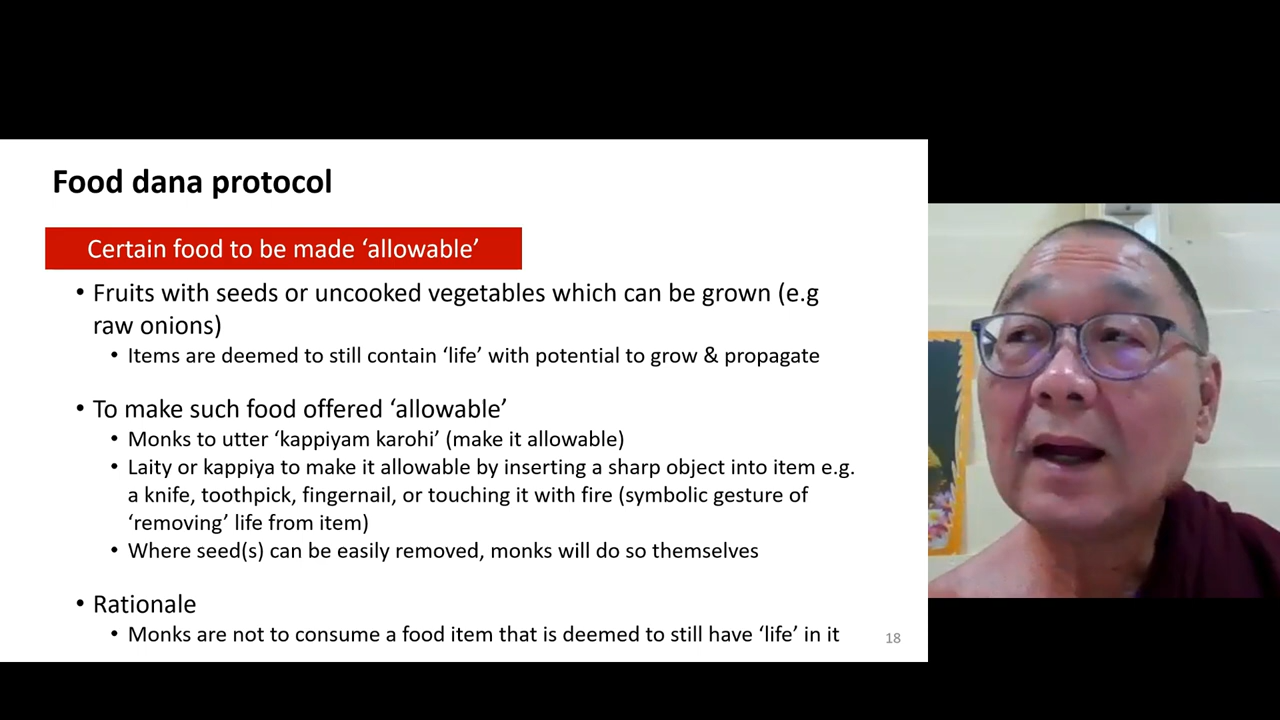 Food dana protocol
Certain food to be made ‘allowable’
• Fruits with seeds or uncooked vegetables which can be grown (e.g
raw onions)
• Items are deemed to still contain ‘life’ with potential to grow & propagate
• To make such food offered ‘allowable’
• Monks to utter ‘kappiyam karohi’ (make it allowable)
• Laity or kappiya to make it allowable by inserting a sharp object into item e.g.
a knife, toothpick, fingernail, or touching it with fire (symbolic gesture of
‘removing’ life from item)
• Where seed(s) can be easily removed, monks will do so themselves
• Rationale
• Monks are not to consume a food item that is deemed to still have ‘life’ in it
18